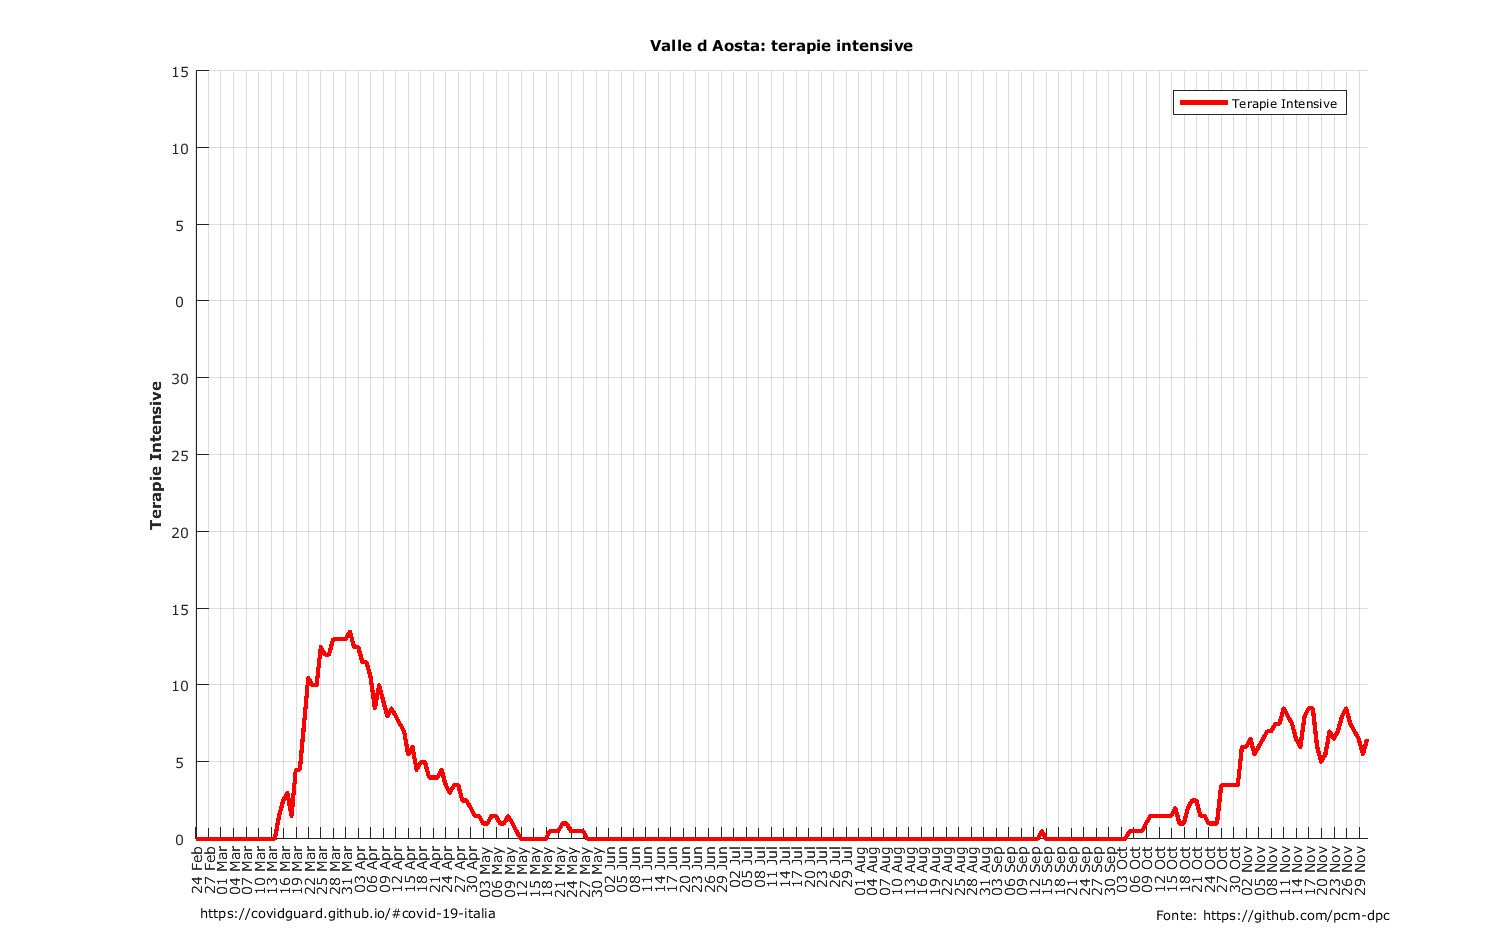 Valle d Aosta: terapie intensive
Terapie Intensive
15
10
5
0
30
25
20
15
10
5
0
Terapie Intensive
24 Feb
27 Feb
01 Mar
04 Mar
07 Mar
10 Mar
13 Mar
16 Mar
19 Mar
22 Mar
25 Mar
28 Mar
31 Mar
03 Apr
06 Apr
09 Apr
12 Apr
15 Apr
18 Apr
21 Apr
24 Apr
27 Apr
30 Apr
03 May
06 May
09 May
12 May
15 May
18 May
21 May
24 May
27 May
30 May
02 Jun
05 Jun
08 Jun
11 Jun
14 Jun
17 Jun
20 Jun
23 Jun
26 Jun
29 Jun
02 Jul
05 Jul
08 Jul
11 Jul
14 Jul
17 Jul
20 Jul
23 Jul
26 Jul
29 Jul
01 Aug
04 Aug
07 Aug
10 Aug
13 Aug
16 Aug
19 Aug
22 Aug
25 Aug
28 Aug
31 Aug
03 Sep
06 Sep
09 Sep
12 Sep
15 Sep
18 Sep
21 Sep
24 Sep
27 Sep
30 Sep
03 Oct
06 Oct
09 Oct
12 Oct
15 Oct
18 Oct
21 Oct
24 Oct
27 Oct
30 Oct
02 Nov
05 Nov
08 Nov
11 Nov
14 Nov
17 Nov
20 Nov
23 Nov
26 Nov
29 Nov
https://covidguard.github.io/#covid-19-italia
Fonte: https://github.com/pcm-dpc